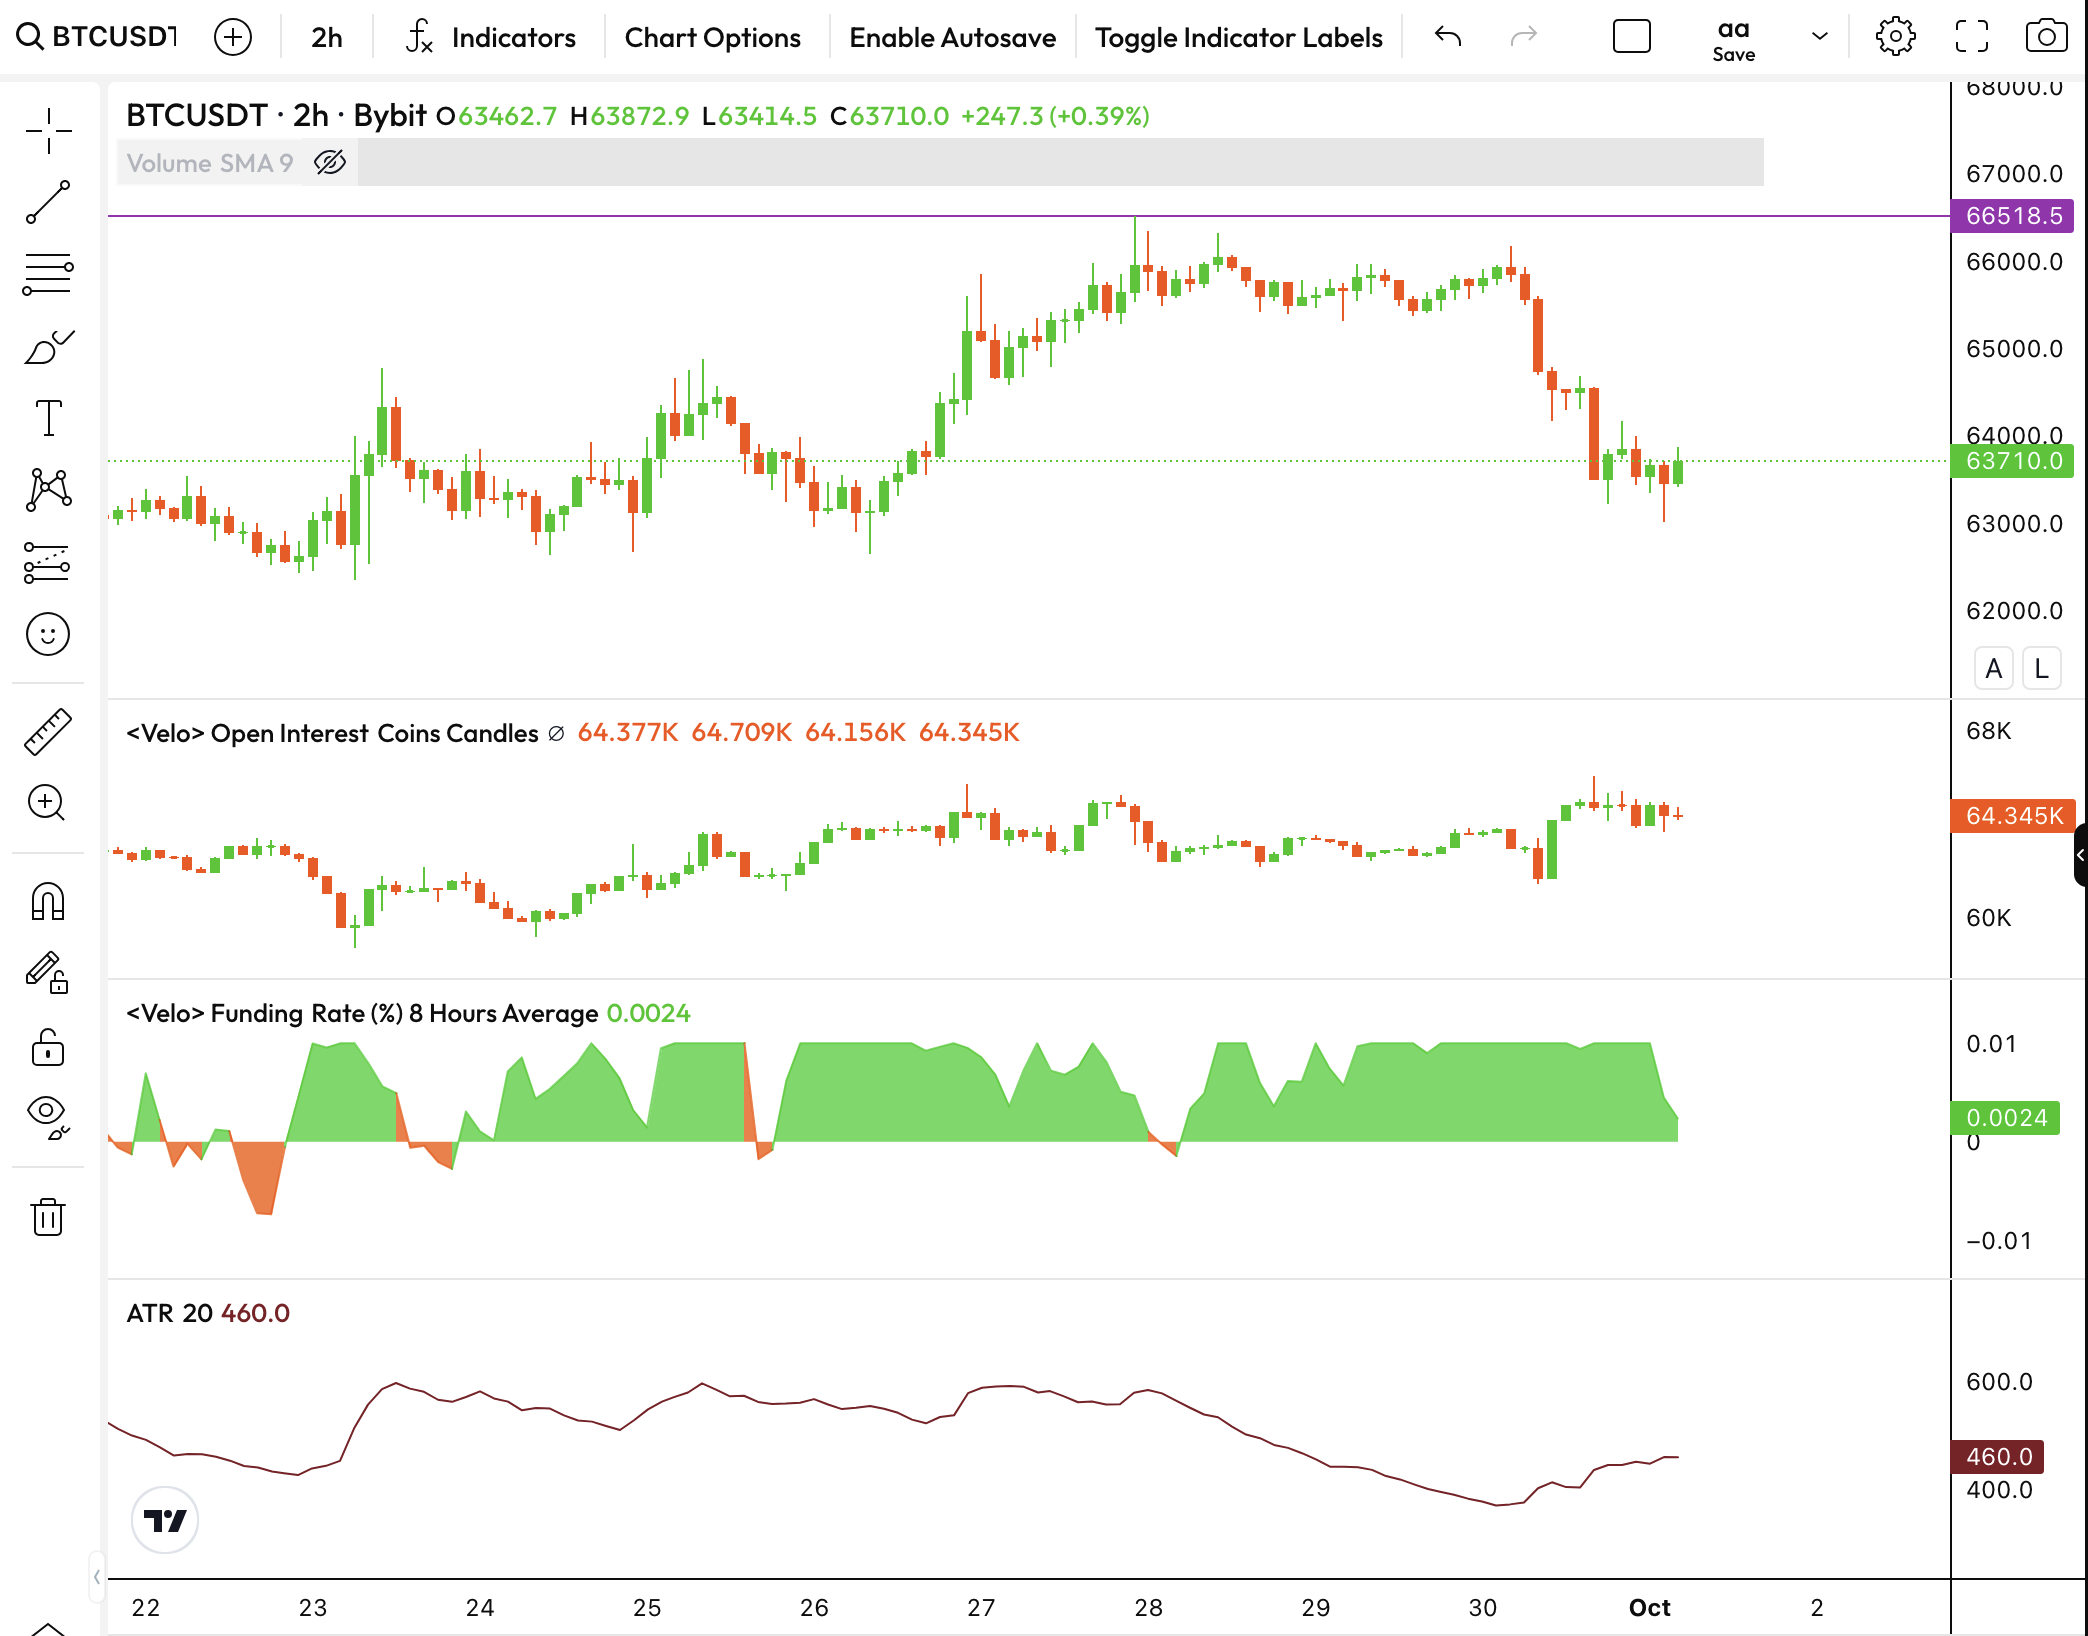 BTCUSDT 2h Indicators Chart Options Enable Autosave Toggle Indicator Labels aa
Save
BTCUSDT · 2h · Bybit O63462.7 H63872.9 L63414.5 C63710.0 +247.3 (+0.39%)
Volume SMA 9
68000.0
67000.0
66518.5
66000.0
65000.0
64000.0
63710.0
63000.0
62000.0
A L
<Velo> Open Interest Coins Candles ∅ 64.377K 64.709K 64.156K 64.345K
68K
64.345K
60K
<Velo> Funding Rate (%) 8 Hours Average 0.0024
0.01
0.0024
0
−0.01
ATR 20 460.0
600.0
460.0
400.0
22 23 24 25 26 27 28 29 30 Oct 2